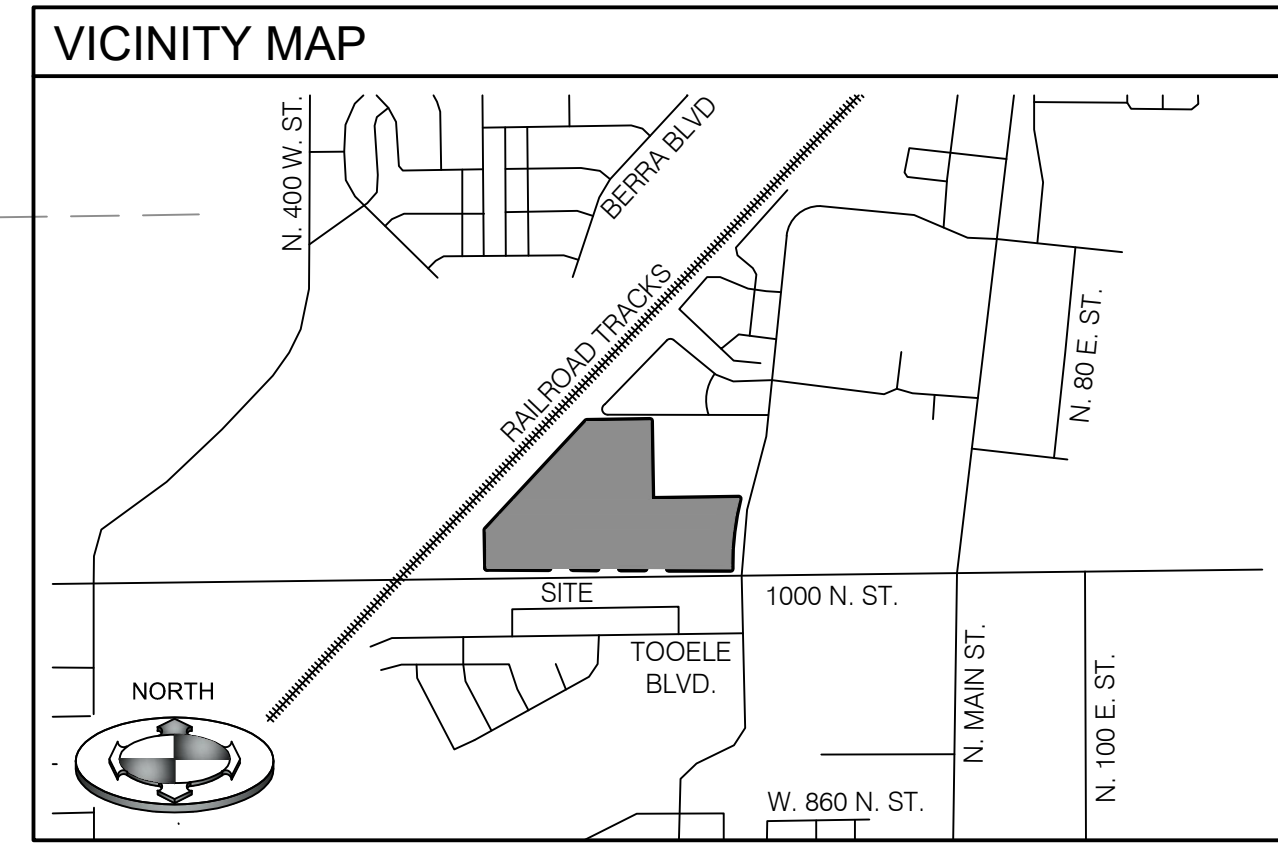 VICINITY MAP
N. 400 W. ST.
BERRA BLVD
RAILROAD TRACKS
N. 80 E. ST.
SITE
1000 N. ST.
TOOELE
BLVD.
NORTH
N. MAIN ST.
N. 100 E. ST.
W. 860 N. ST.